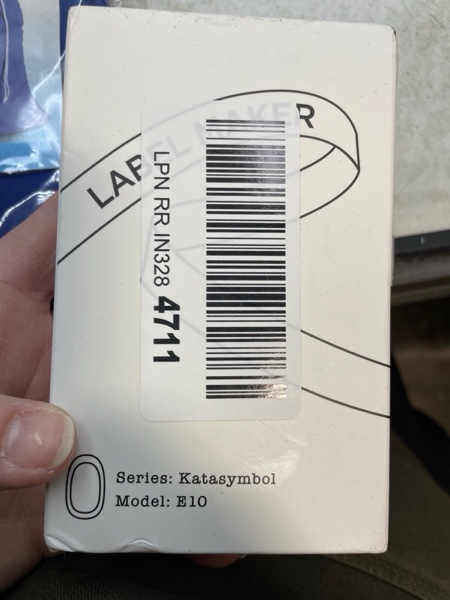 LABEL MAKER
LPN RR IN328 4711
Series: Katasymbol
Model: E10